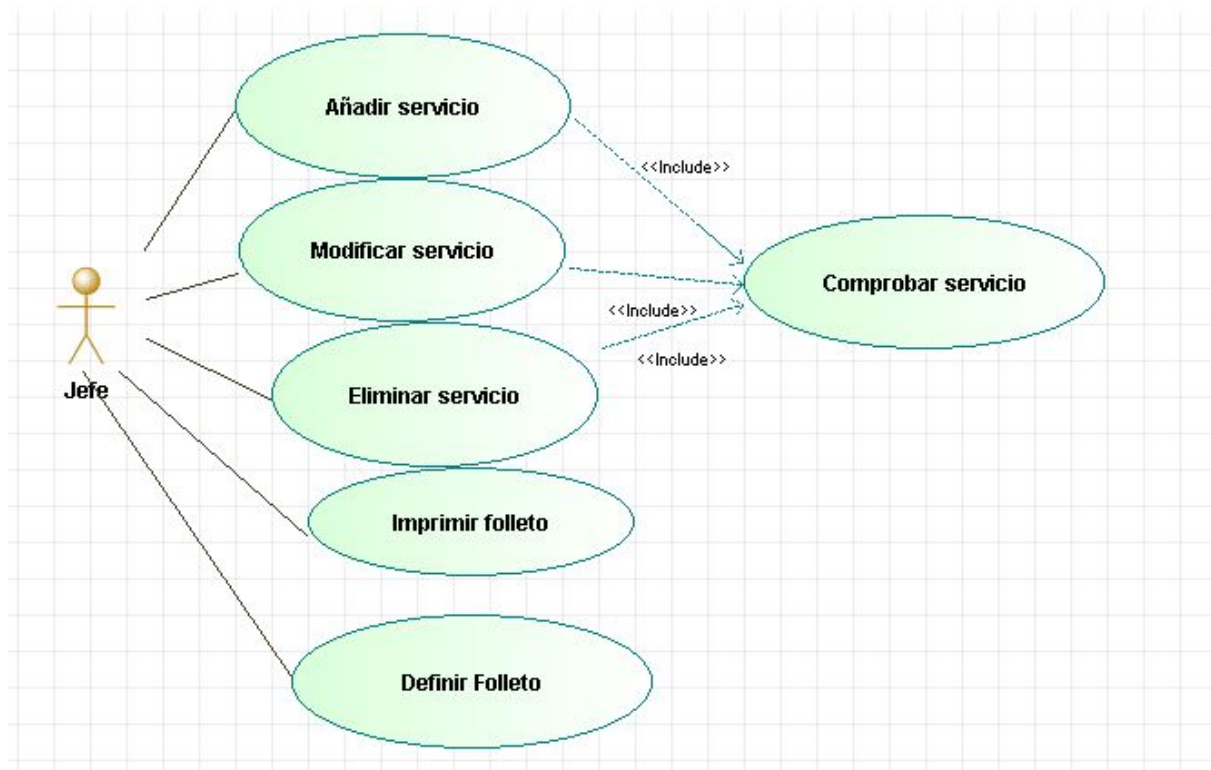 Añadir servicio
<<Include>>
Modificar servicio
Comprobar servicio
<<Include>>
<<Include>>
Jefe
Eliminar servicio
Imprimir folleto
Definir Folleto